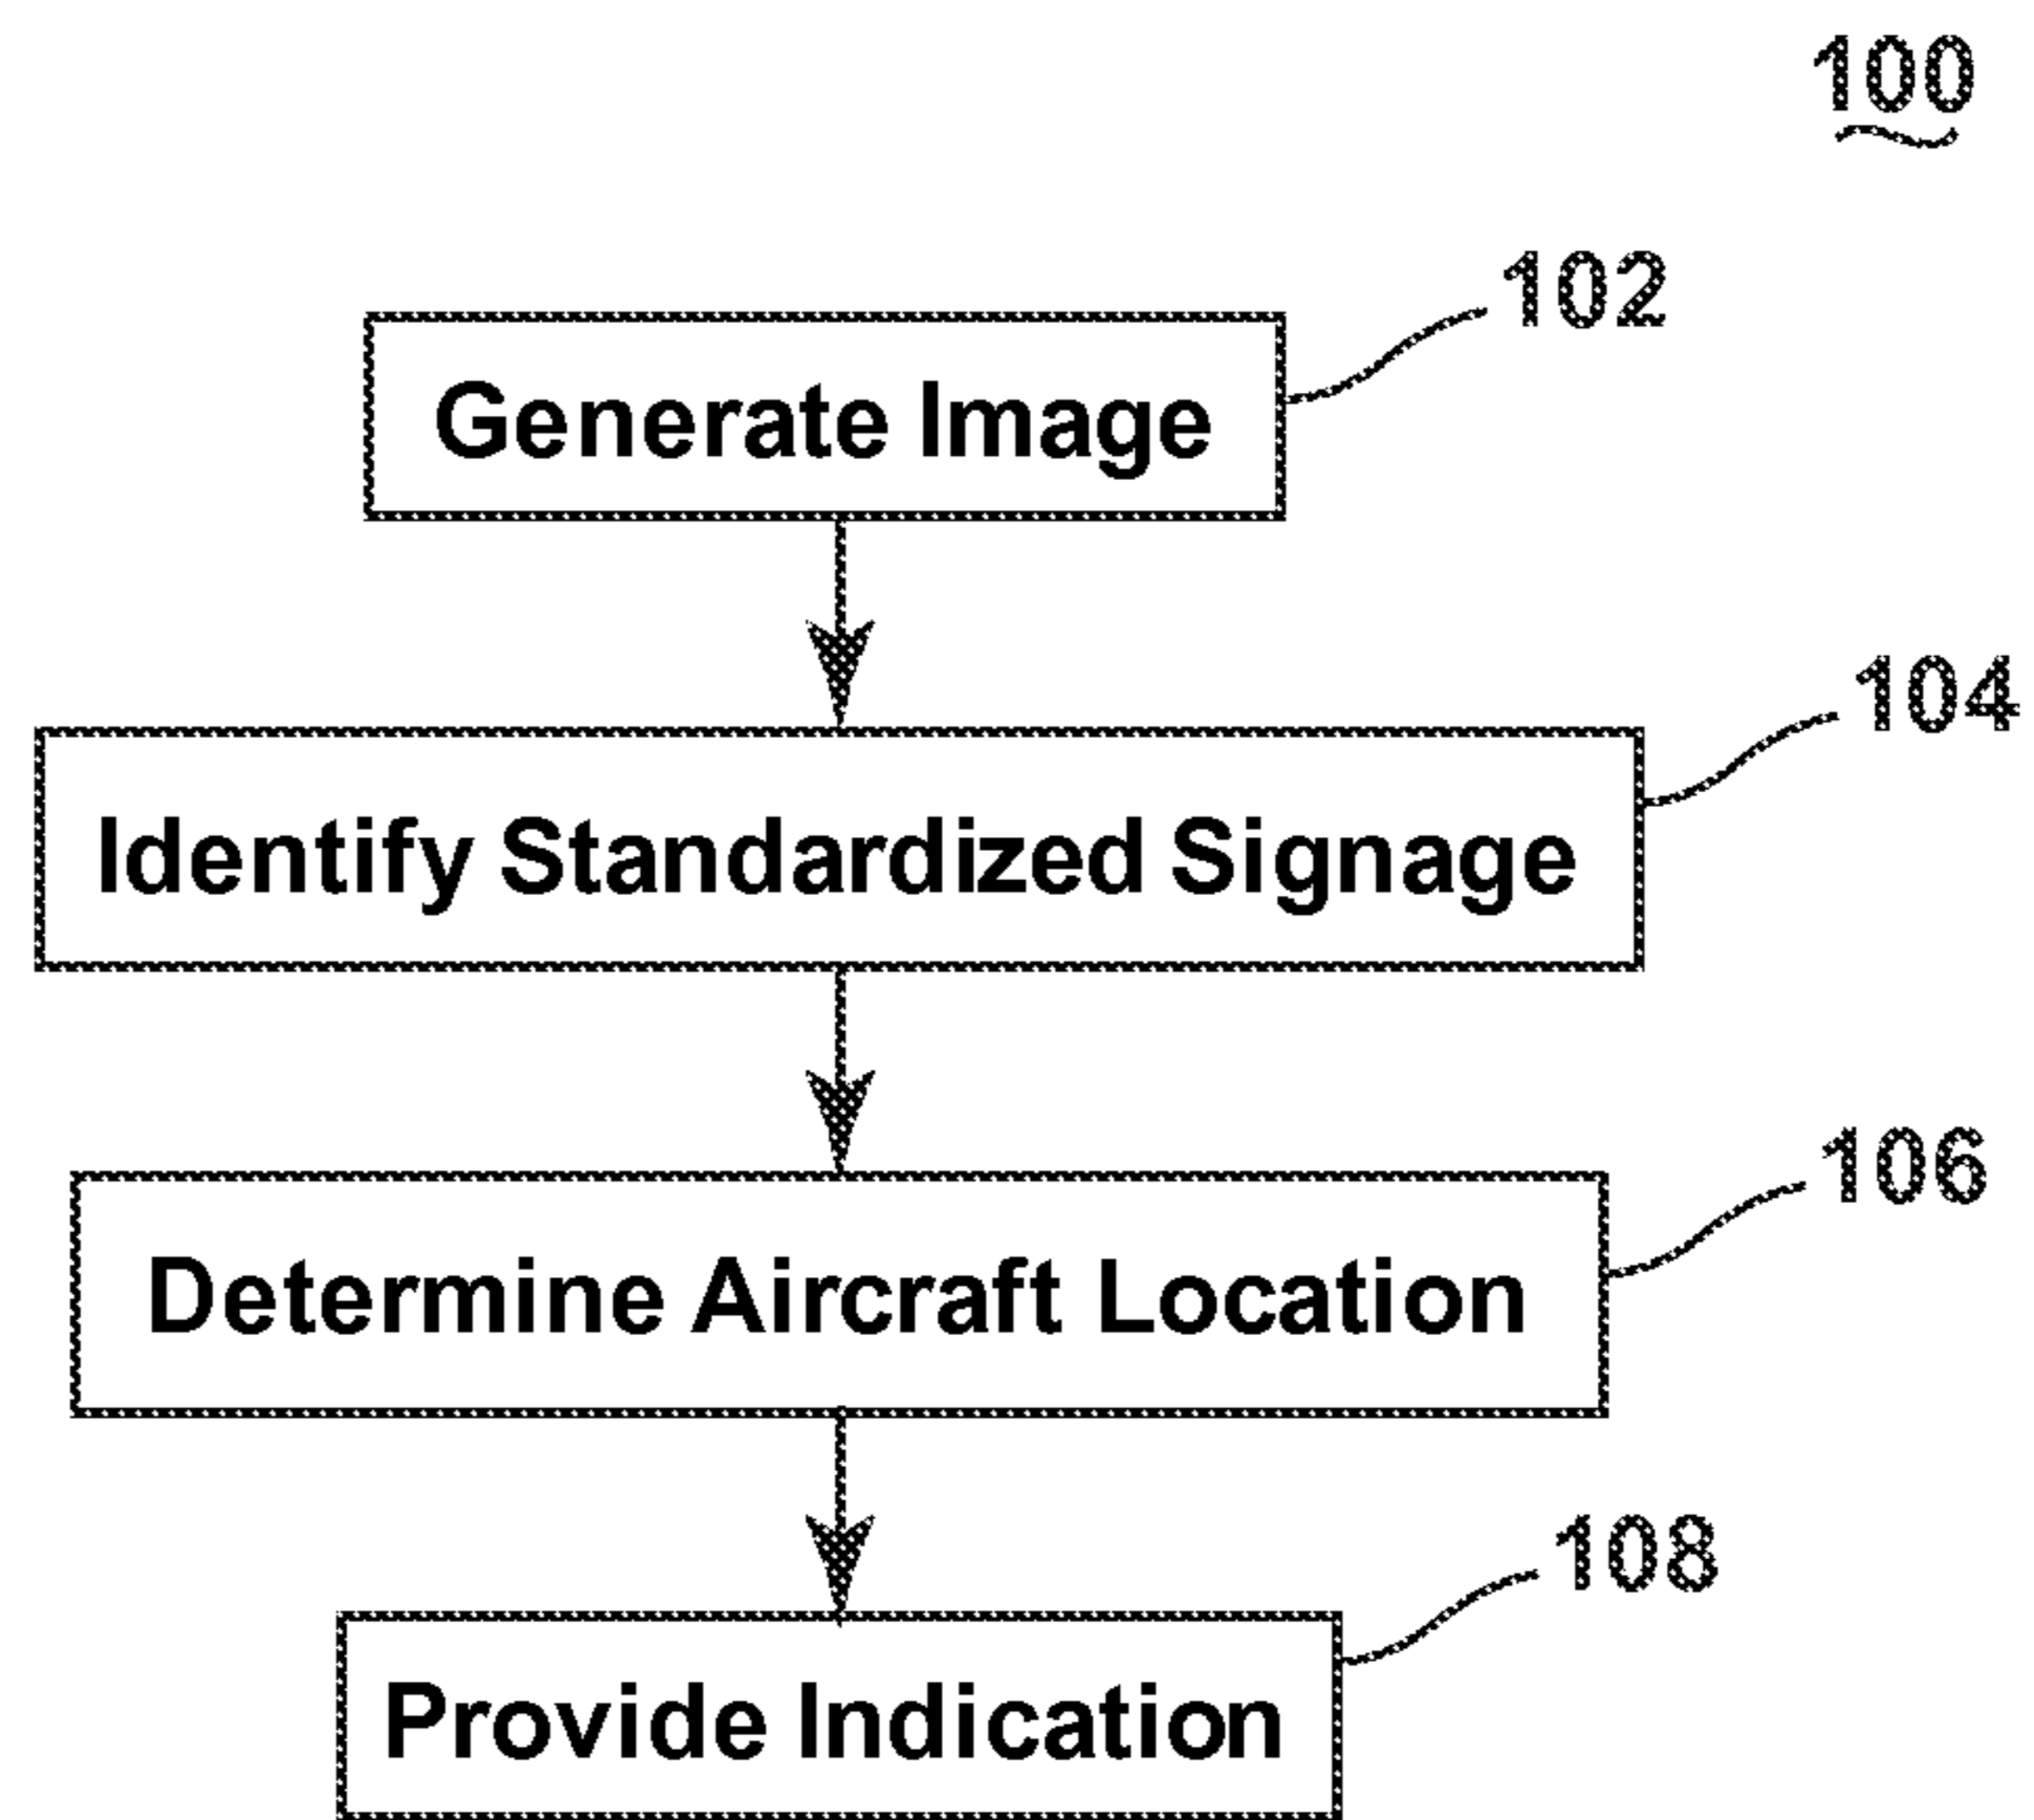 100
102
Generate Image
104
Identify Standardized Signage
106
Determine Aircraft Location
108
Provide Indication